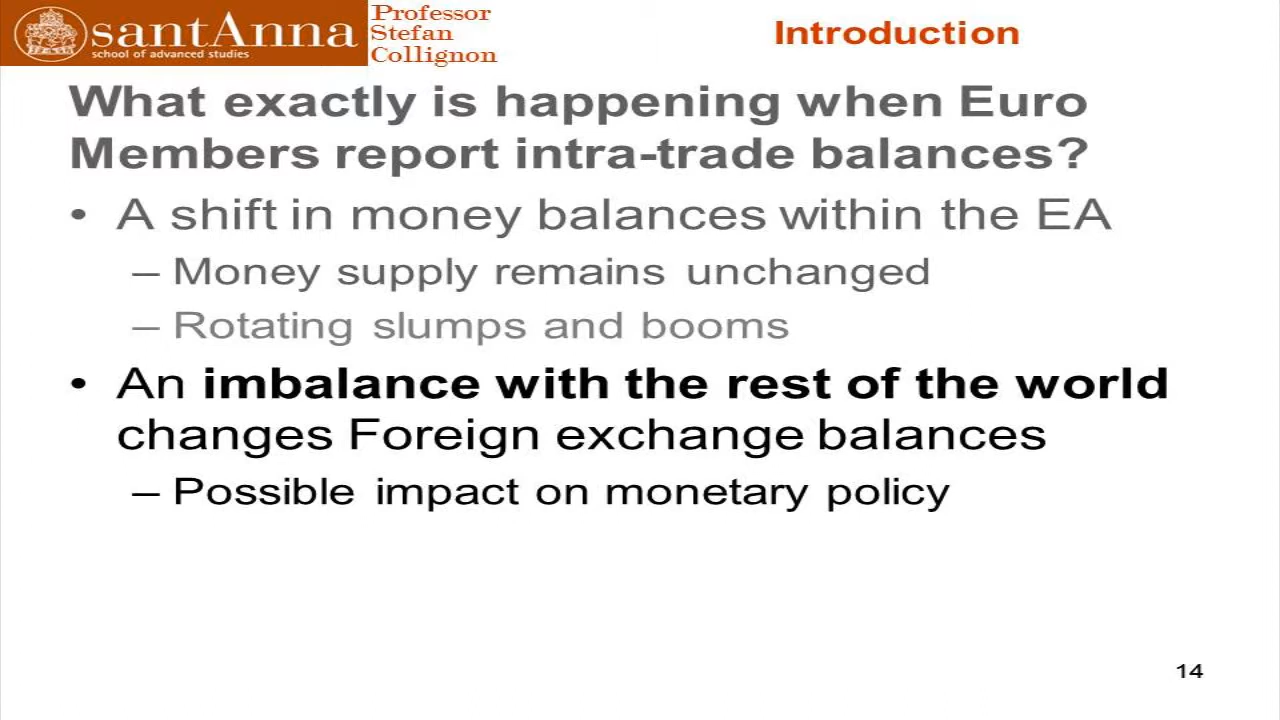 santAnna
school of advanced studies
Professor
Stefan
Collignon
Introduction
What exactly is happening when Euro
Members report intra-trade balances?
• A shift in money balances within the EA
– Money supply remains unchanged
– Rotating slumps and booms
• An imbalance with the rest of the world
changes Foreign exchange balances
– Possible impact on monetary policy
14